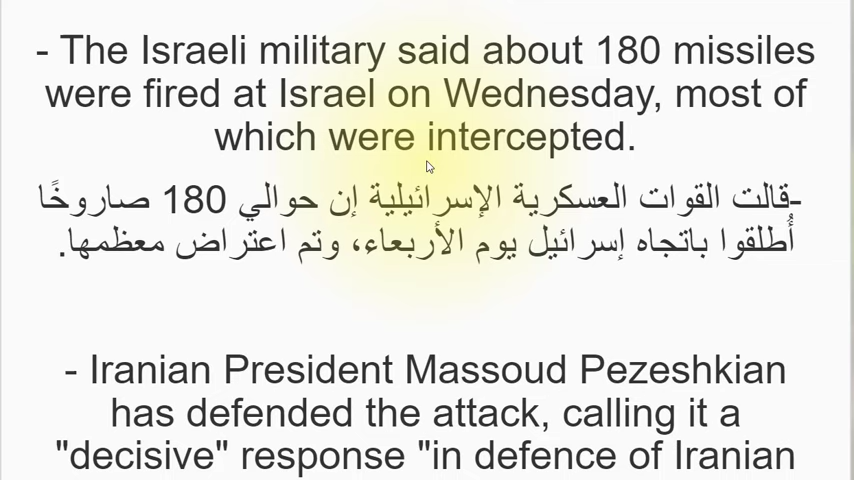 - The Israeli military said about 180 missiles
were fired at Israel on Wednesday, most of
which were intercepted.
-قالت القوات العسكرية الإسرائيلية إن حوالي 180 صاروخًا
أُطلقوا باتجاه إسرائيل يوم الأربعاء، وتم اعتراض معظمها.
- Iranian President Massoud Pezeshkian
has defended the attack, calling it a
"decisive" response "in defence of Iranian